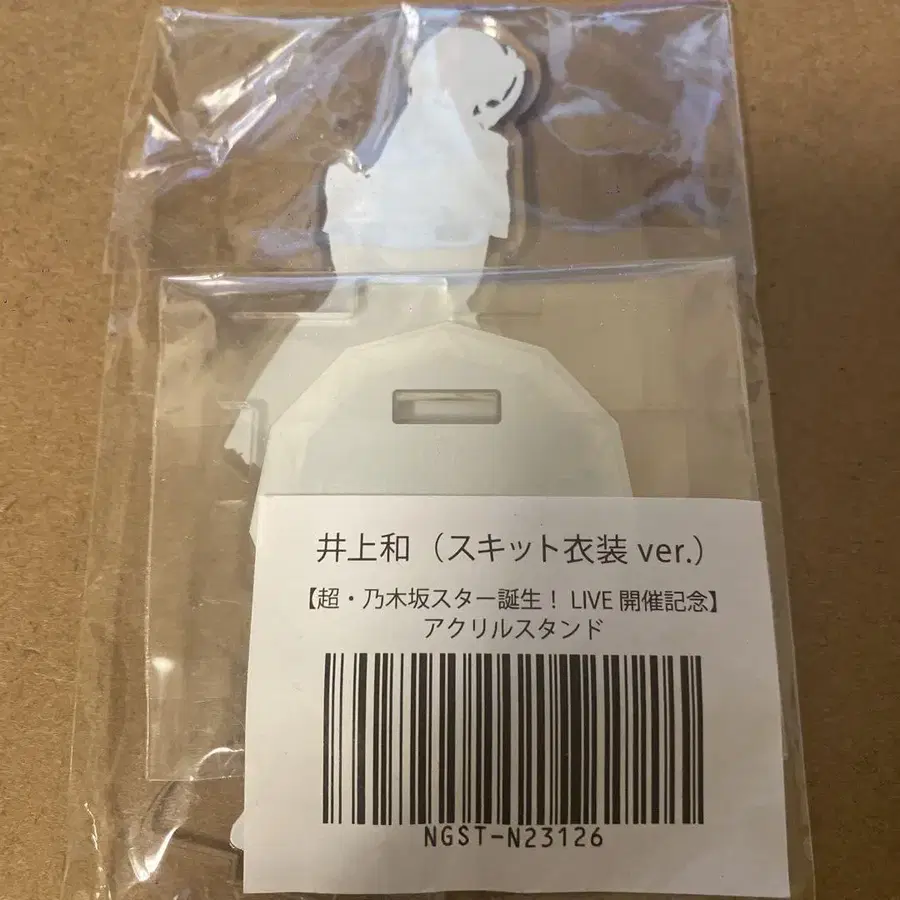 井上和（スキット衣装 ver.）
【超・乃木坂スター誕生！ LIVE 開催記念】
アクリルスタンド
NGST-N23126